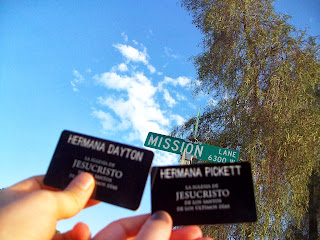 MISSION
LANE
6300 W
HERMANA DAYTON
LA IGLESIA DE
JESUCRISTO
DE LOS SANTOS
DE LOS ÚLTIMOS DÍAS
HERMANA PICKETT
LA IGLESIA DE
JESUCRISTO
DE LOS SANTOS
DE LOS ÚLTIMOS DÍAS